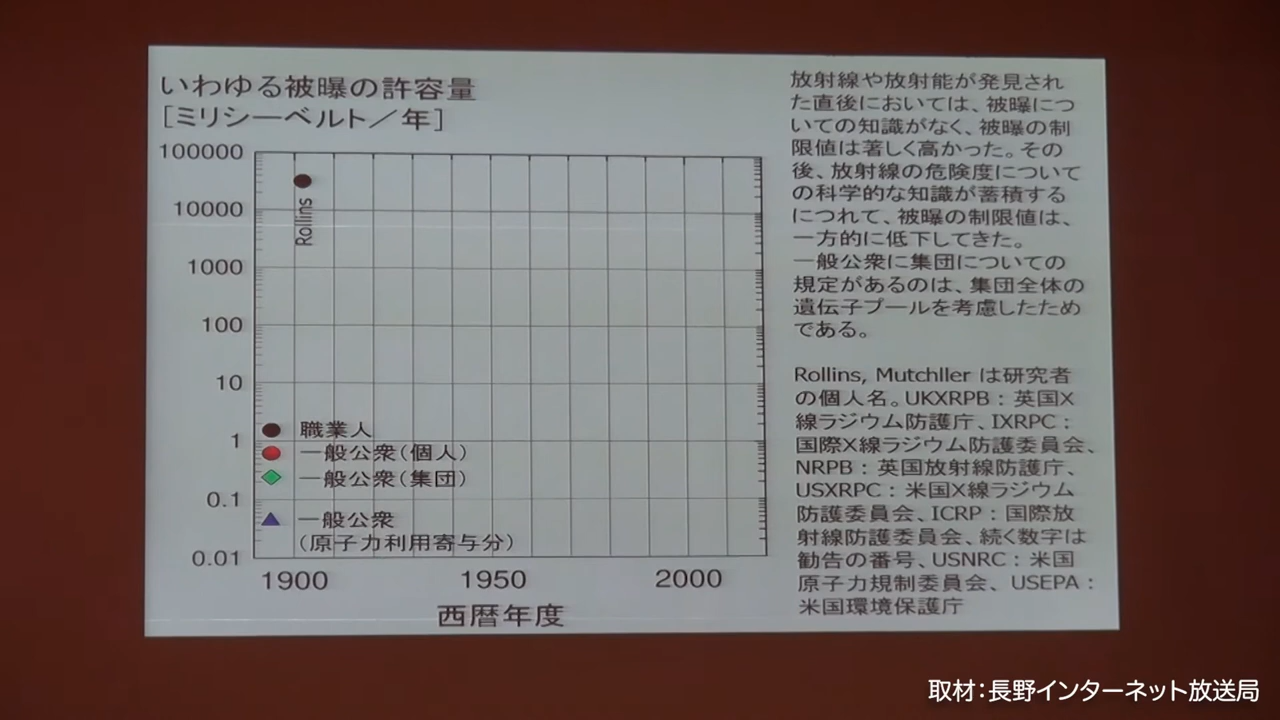 いわゆる被曝の許容量
[ミリシーベルト／年]
100000
10000
1000
100
10
1
0.1
0.01
Rollins
職業人
一般公衆(個人)
一般公衆(集団)
一般公衆
(原子力利用寄与分)
1900
1950
2000
西暦年度
放射線や放射能が発見され
た直後においては、被曝につ
いての知識がなく、被曝の制
限値は著しく高かった。その
後、放射線の危険度について
の科学的な知識が蓄積する
につれて、被曝の制限値は、
一方的に低下してきた。
一般公衆に集団についての
規定があるのは、集団全体の
遺伝子プールを考慮したため
である。
Rollins, Mutchller は研究者
の個人名。UKXRPB：英国X
線ラジウム防護庁、IXRPC：
国際X線ラジウム防護委員会、
NRPB：英国放射線防護庁、
USXRPC：米国X線ラジウム
防護委員会、ICRP：国際放
射線防護委員会、続く数字は
勧告の番号、USNRC：米国
原子力規制委員会、USEPA：
米国環境保護庁
取材：長野インターネット放送局